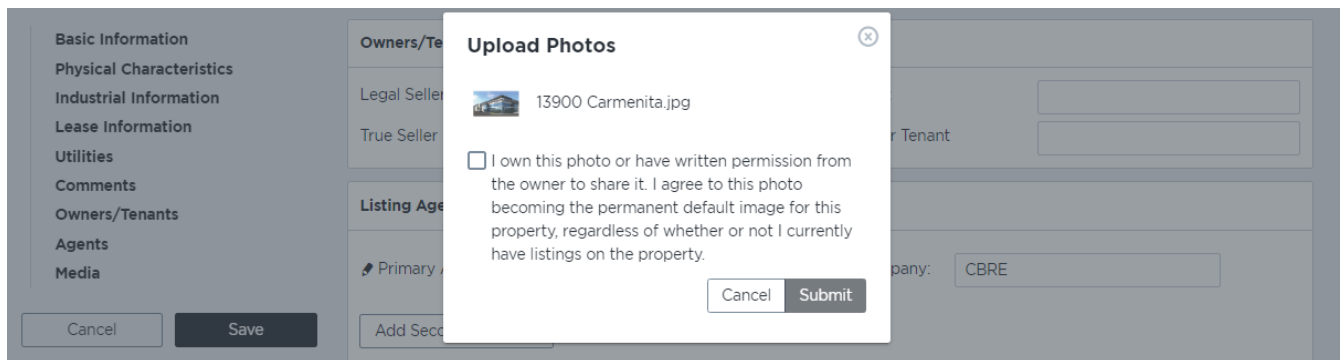 Basic Information
Physical Characteristics
Industrial Information
Lease Information
Utilities
Comments
Owners/Tenants
Agents
Media
Cancel
Save
Owners/Te
Legal Seller
True Seller
r Tenant
Listing Age
Primary
pany:
CBRE
Add Seco
Upload Photos
13900 Carmenita.jpg
I own this photo or have written permission from
the owner to share it. I agree to this photo
becoming the permanent default image for this
property, regardless of whether or not I currently
have listings on the property.
Cancel
Submit